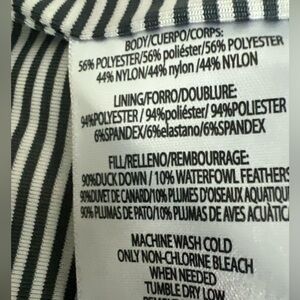 BODY/CUERPO/CORPS:
56% POLYESTER/56% poliéster/56% POLYESTER
44% NYLON/44% nylon /44% NYLON
LINING/FORRO/DOUBLURE:
94%POLYESTER / 94%poliéster/ 94%POLIESTER
6%SPANDEX/6%elastano/6%SPANDEX
FILL/RELLENO/REMBOURRAGE:
90%DUCK DOWN / 10% WATERFOWL FEATHERS
90%DUVET DE CANARD/10% PLUMES D'OISEAUX AQUATIQU
90% PLUMAS DE PATO/10% PLUMAS DE AVES ACUÁTIC
MACHINE WASH COLD
ONLY NON-CHLORINE BLEACH
WHEN NEEDED
TUMBLE DRY LOW